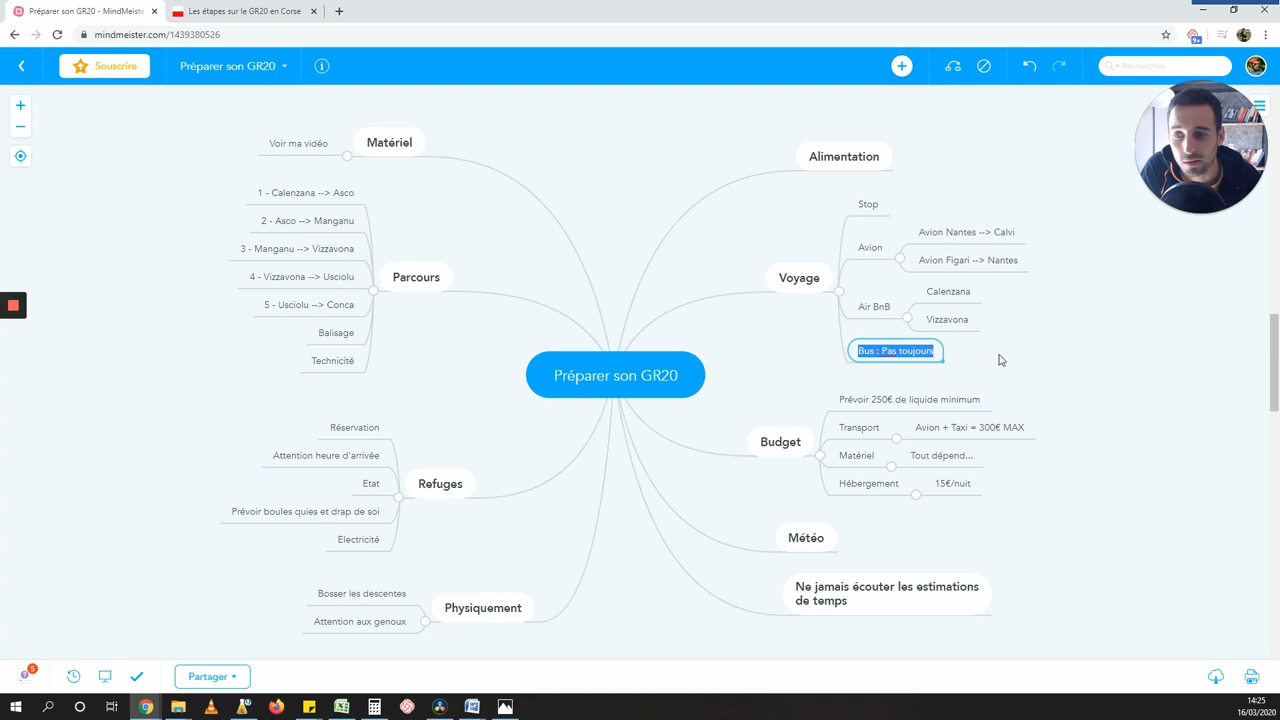 Préparer son GR20 - MindMeister
Les étapes sur le GR20 en Corse
mindmeister.com/1439380526
9+
Souscrire
Préparer son GR20
Rechercher
Matériel
Voir ma vidéo
1 - Calenzana --> Asco
2 - Asco --> Manganu
3 - Manganu --> Vizzavona
4 - Vizzavona --> Usciolu
5 - Usciolu --> Conca
Balisage
Technicité
Parcours
Réservation
Attention heure d'arrivée
Etat
Prévoir boules quies et drap de soi
Electricité
Refuges
Bosser les descentes
Attention aux genoux
Physiquement
Préparer son GR20
Alimentation
Voyage
Stop
Avion
Avion Nantes --> Calvi
Avion Figari --> Nantes
Air BnB
Calenzana
Vizzavona
Bus : Pas toujours
Budget
Prévoir 250€ de liquide minimum
Transport
Avion + Taxi = 300€ MAX
Matériel
Tout dépend...
Hébergement
15€/nuit
Météo
Ne jamais écouter les estimations
de temps
5
Partager
14:25
16/03/2020